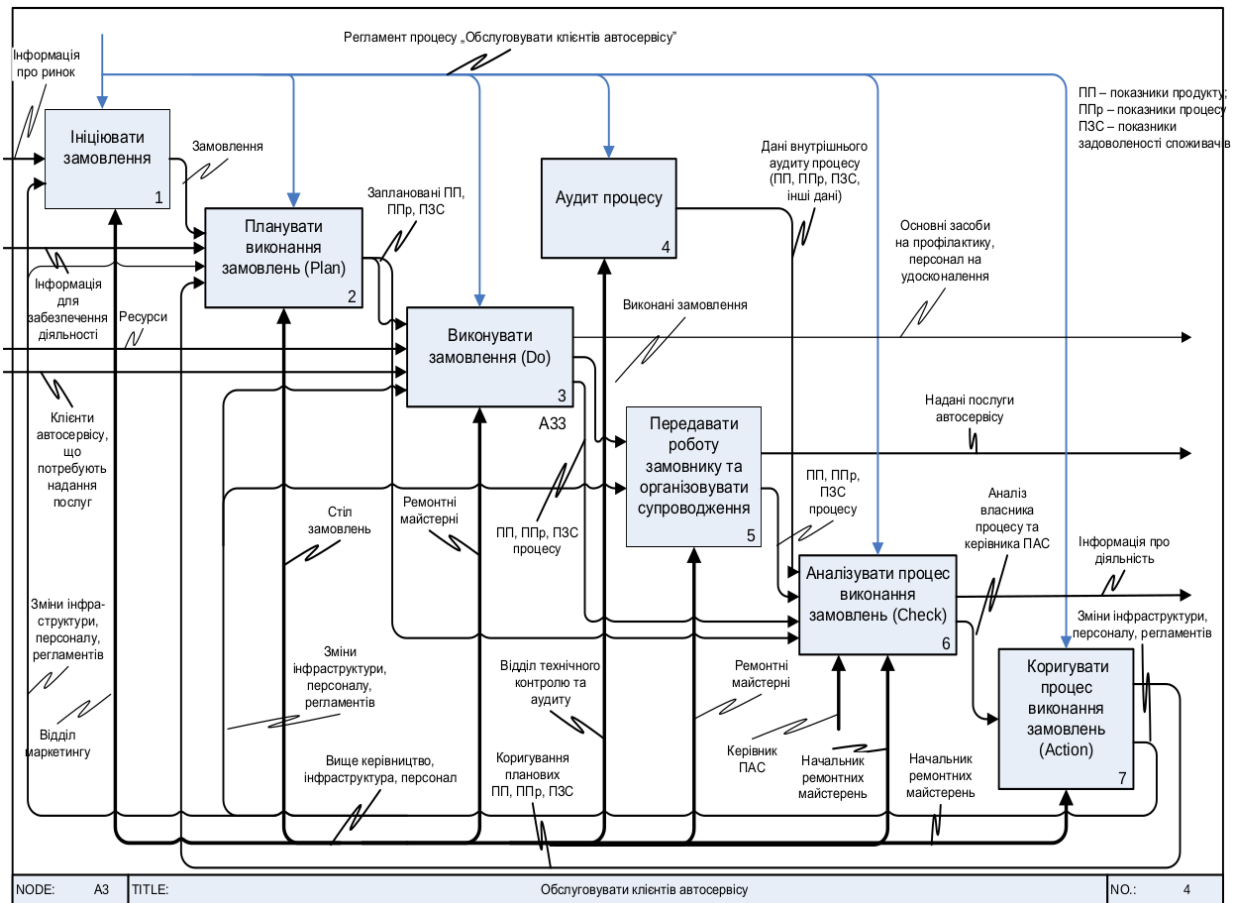 Регламент процесу „Обслуговувати клієнтів автосервісу”
Інформація
про ринок
ПП – показники продукту;
ППр – показники процесу
ПЗС – показники
задоволеності споживачів
Ініціювати
замовлення
1
Замовлення
Заплановані ПП,
ППр, ПЗС
Аудит процесу
4
Дані внутрішнього
аудиту процесу
(ПП, ППр, ПЗС,
інші дані)
Основні засоби
на профілактику,
персонал на
удосконалення
Планувати
виконання
замовлень (Plan)
2
Інформація
для
забезпечення
діяльності
Ресурси
Виконані замовлення
Виконувати
замовлення (Do)
3
A33
Клієнти
автосервісу,
що
потребують
надання
послуг
Надані послуги
автосервісу
Передавати
роботу
замовнику та
організовувати
супроводження
5
Стіл
замовлень
Ремонтні
майстерні
ПП, ППр, ПЗС
процесу
ПП, ППр,
ПЗС
процесу
Аналіз
власника
процесу та
керівника ПАС
Інформація про
діяльність
Аналізувати процес
виконання
замовлень (Check)
6
Зміни інфра-
структури,
персоналу,
регламентів
Зміни
інфраструктури,
персоналу,
регламентів
Відділ технічного
контролю та
аудиту
Ремонтні
майстерні
Зміни інфраструктури,
персоналу, регламентів
Коригувати
процес
виконання
замовлень
(Action)
7
Відділ
маркетингу
Вище керівництво,
інфраструктура, персонал
Коригування
планових
ПП, ППр, ПЗС
Керівник
ПАС
Начальник
ремонтних
майстерень
Начальник
ремонтних
майстерень
NODE: A3 TITLE: Обслуговувати клієнтів автосервісу NO.: 4